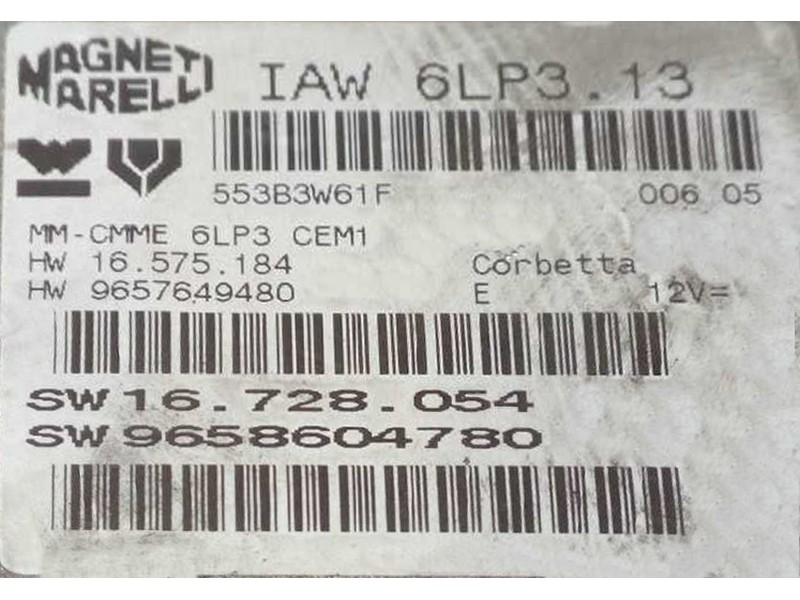 MAGNETI
MARELLI
IAW 6LP3.13
553B3W61F 006 05
MM-CMME 6LP3 CEM1
HW 16.575.184 Corbetta
HW 9657649480 E 12V=
SW 16.728.054
SW 9658604780